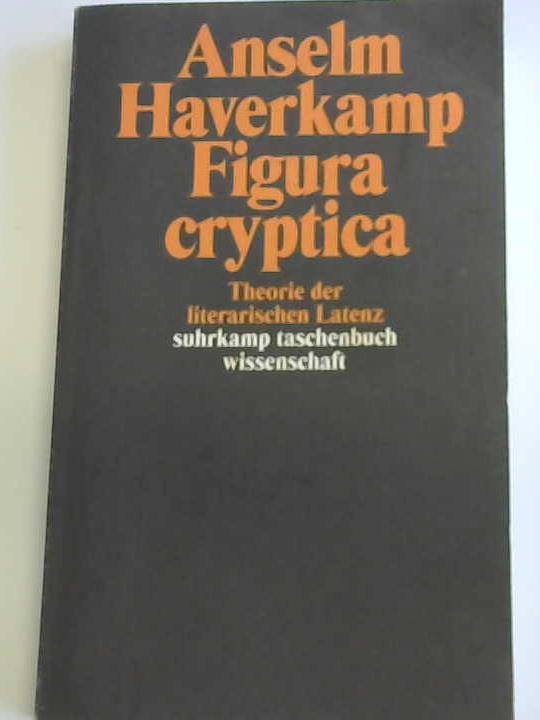 Anselm
Haverkamp
Figura
cryptica
Theorie der
literarischen Latenz
suhrkamp taschenbuch
wissenschaft